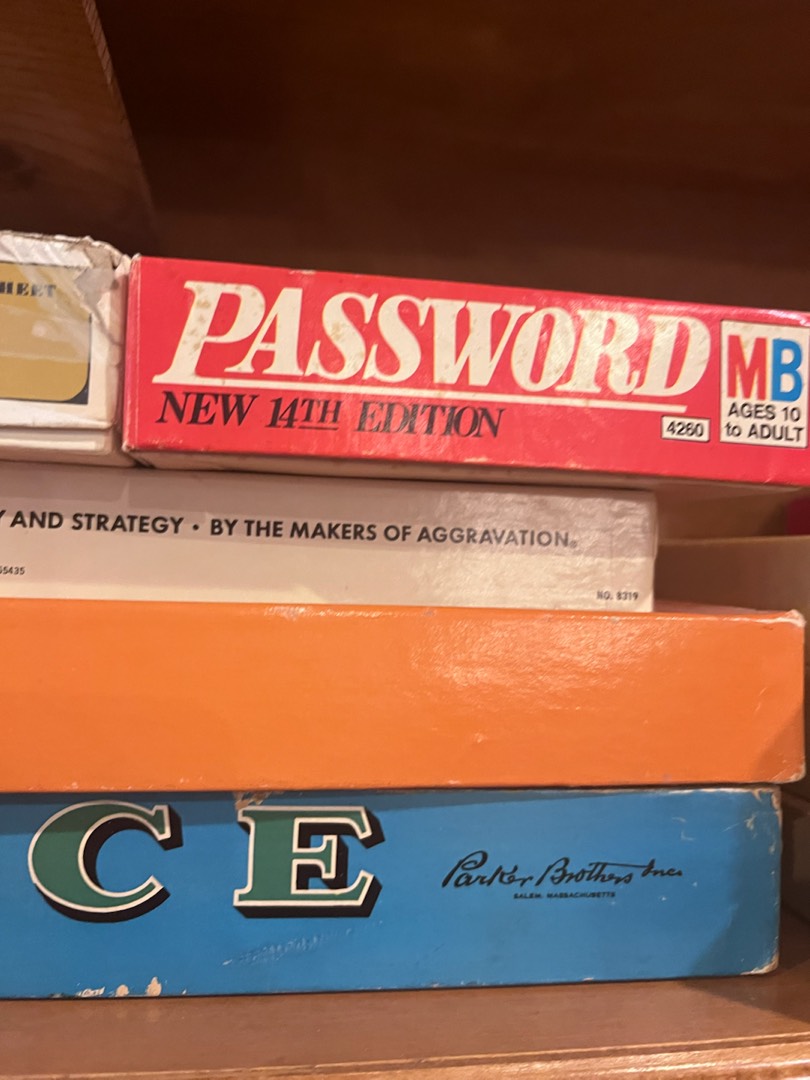 PASSWORD
NEW 14TH EDITION
4260
MB
AGES 10
to ADULT
AND STRATEGY • BY THE MAKERS OF AGGRAVATION®
55435
NO. 8319
C E
Parker Brothers Inc.
SALEM, MASSACHUSETTS